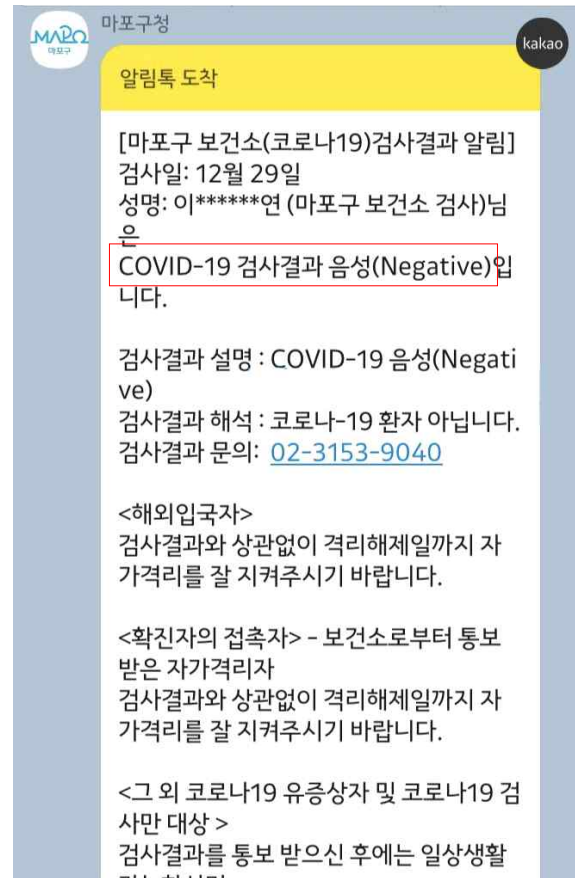 마포구청
MAPO
마포구
kakao
알림톡 도착
[마포구 보건소(코로나19)검사결과 알림]
검사일: 12월 29일
성명: 이******연 (마포구 보건소 검사)님
은
COVID-19 검사결과 음성(Negative)입
니다.
검사결과 설명 : COVID-19 음성(Negati
ve)
검사결과 해석 : 코로나-19 환자 아닙니다.
검사결과 문의: 02-3153-9040
<해외입국자>
검사결과와 상관없이 격리해제일까지 자
가격리를 잘 지켜주시기 바랍니다.
<확진자의 접촉자> - 보건소로부터 통보
받은 자가격리자
검사결과와 상관없이 격리해제일까지 자
가격리를 잘 지켜주시기 바랍니다.
<그 외 코로나19 유증상자 및 코로나19 검
사만 대상 >
검사결과를 통보 받으신 후에는 일상생활